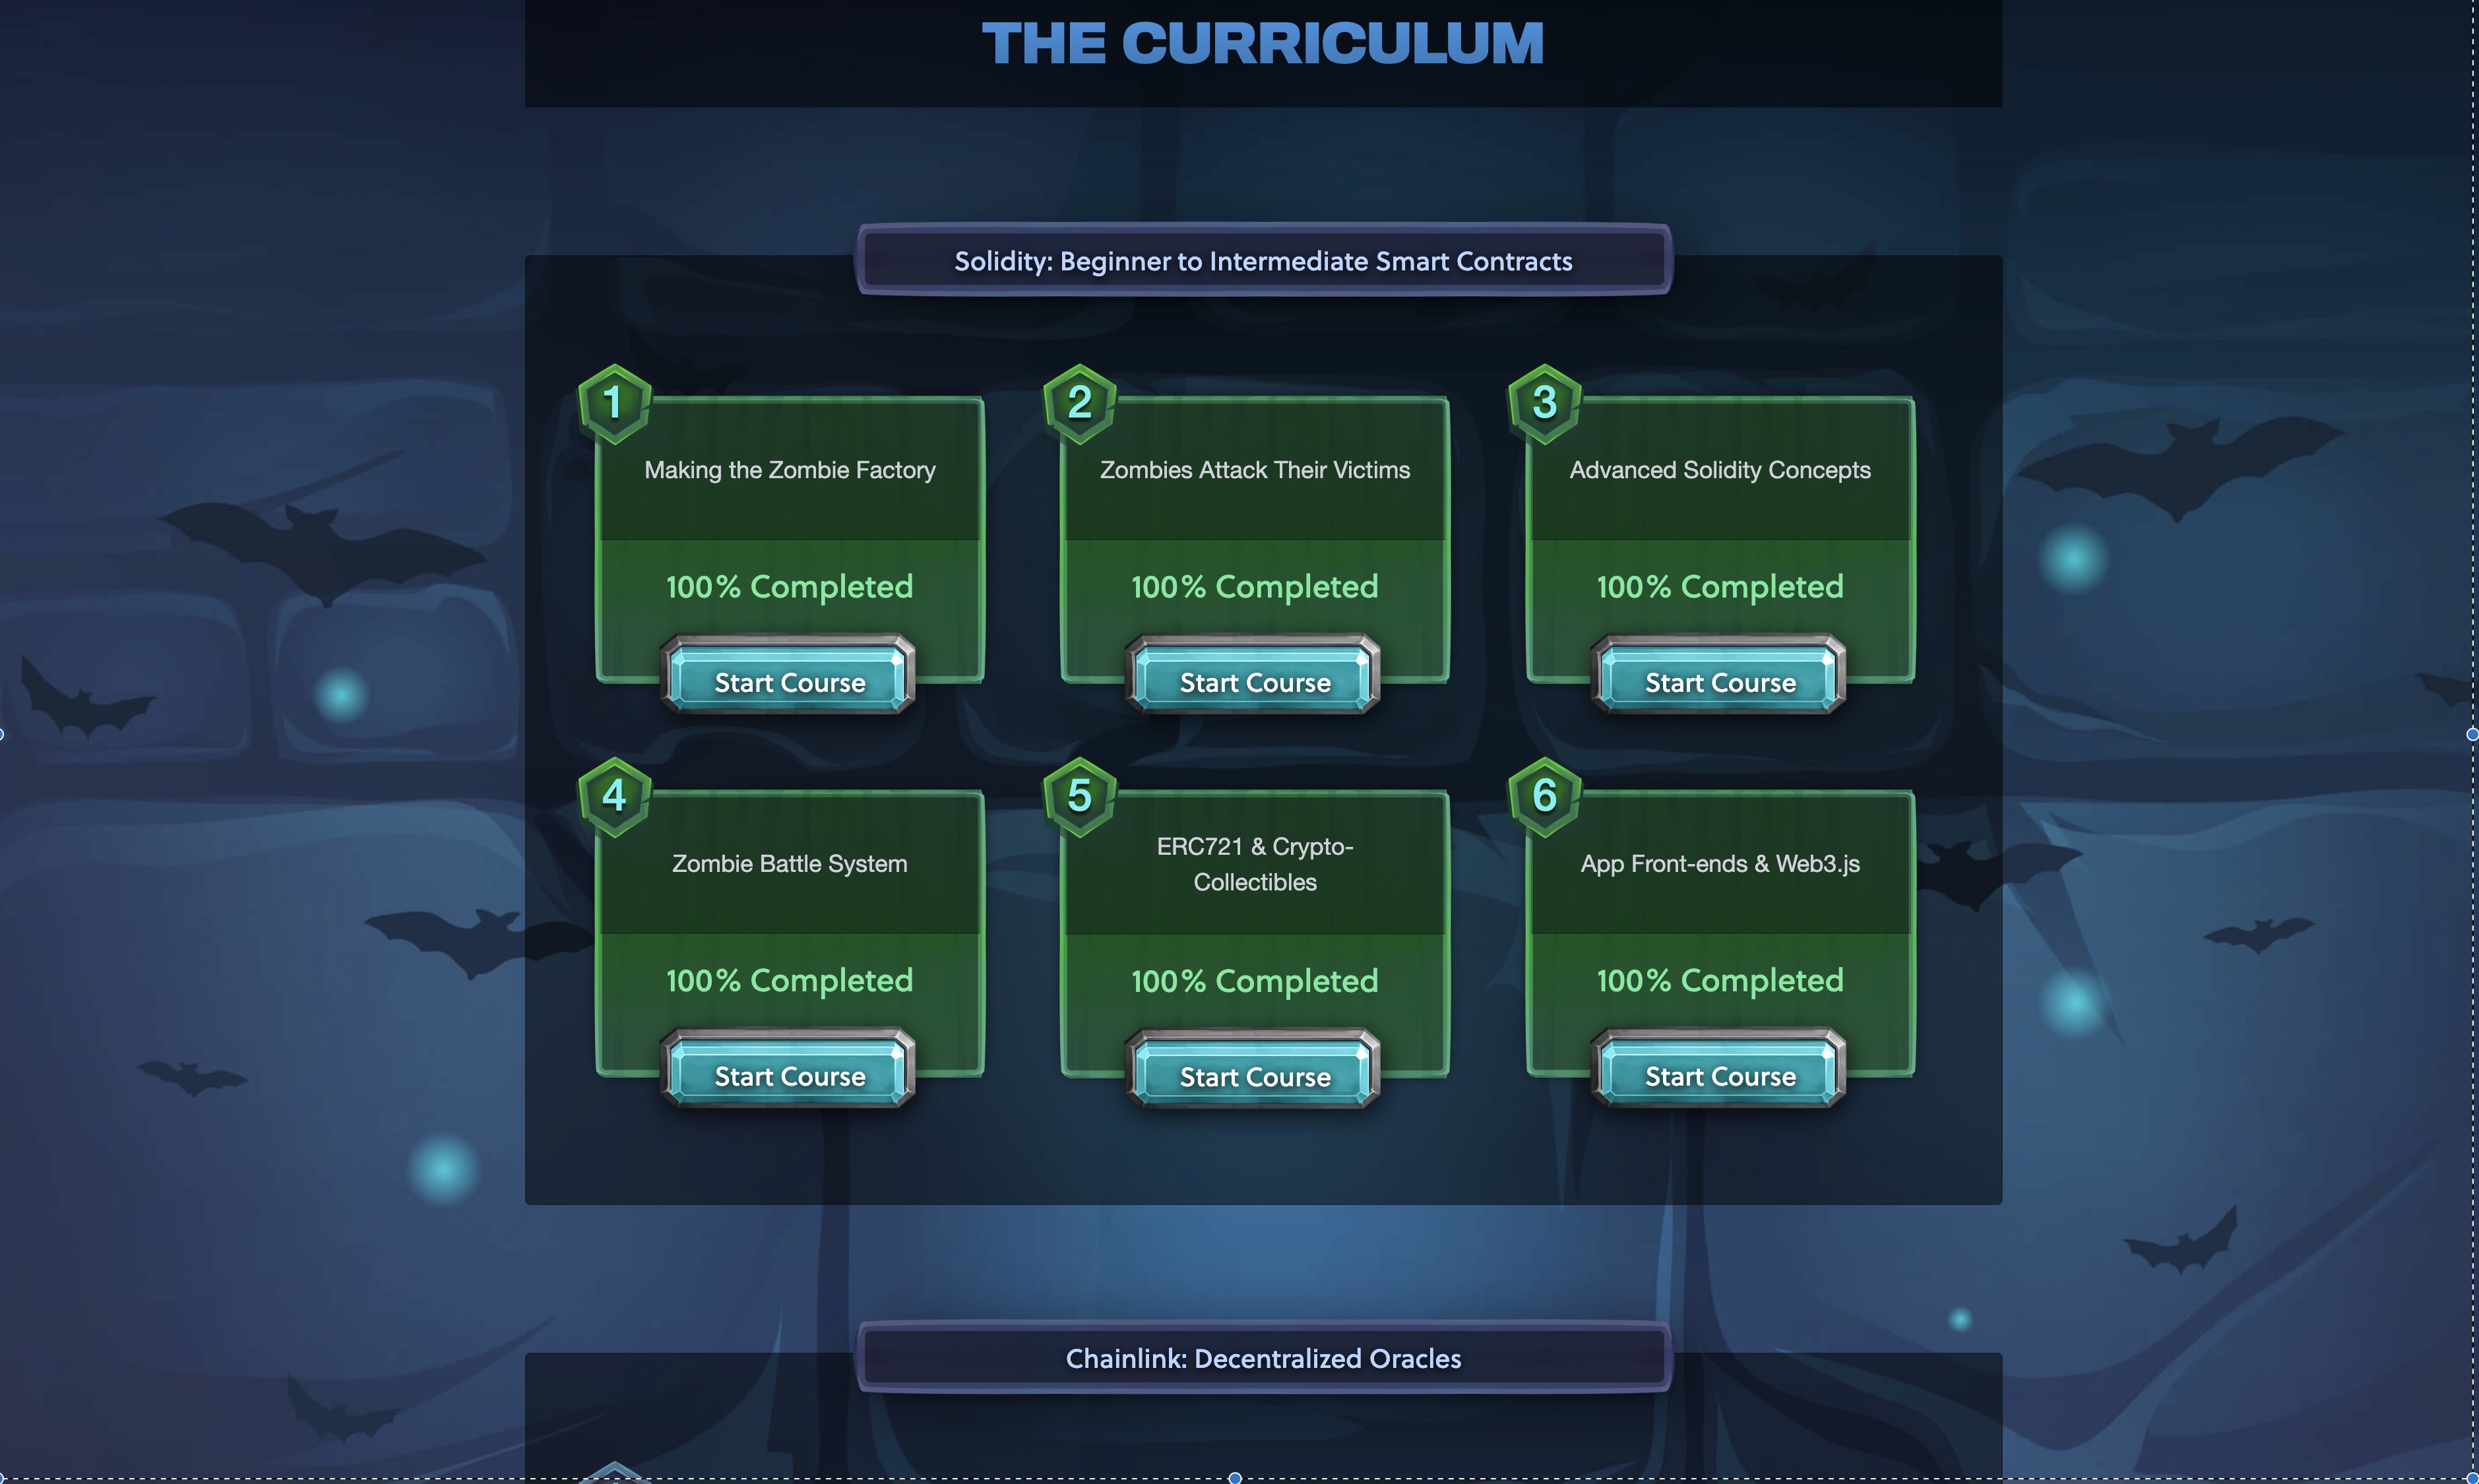 THE CURRICULUM
Solidity: Beginner to Intermediate Smart Contracts
1
Making the Zombie Factory
100% Completed
Start Course
2
Zombies Attack Their Victims
100% Completed
Start Course
3
Advanced Solidity Concepts
100% Completed
Start Course
4
Zombie Battle System
100% Completed
Start Course
5
ERC721 & Crypto-
Collectibles
100% Completed
Start Course
6
App Front-ends & Web3.js
100% Completed
Start Course
Chainlink: Decentralized Oracles